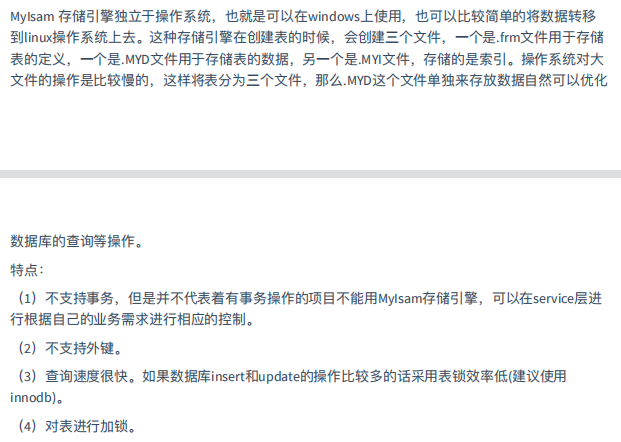 MyIsam 存储引擎独立于操作系统，也就是可以在windows上使用，也可以比较简单的将数据转移
到linux操作系统上去。这种存储引擎在创建表的时候，会创建三个文件，一个是.frm文件用于存储
表的定义，一个是.MYD文件用于存储表的数据，另一个是.MYI文件，存储的是索引。操作系统对大
文件的操作是比较慢的，这样将表分为三个文件，那么.MYD这个文件单独来存放数据自然可以优化
数据库的查询等操作。
特点：
（1）不支持事务，但是并不代表着有事务操作的项目不能用MyIsam存储引擎，可以在service层进
行根据自己的业务需求进行相应的控制。
（2）不支持外键。
（3）查询速度很快。如果数据库insert和update的操作比较多的话采用表锁效率低(建议使用
innodb)。
（4）对表进行加锁。